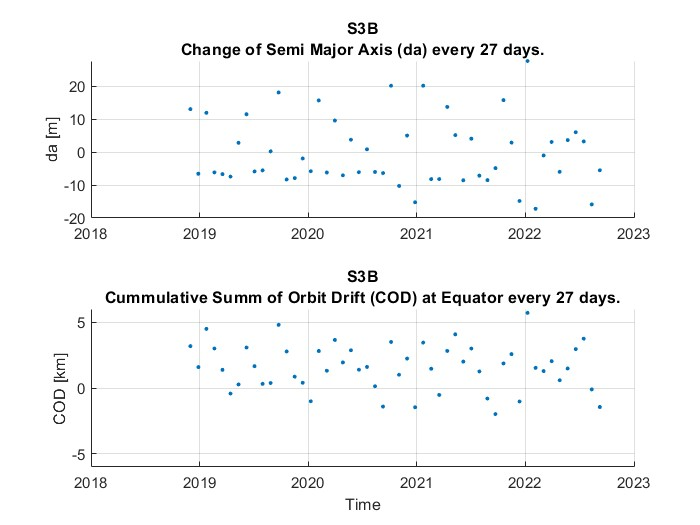 S3B
Change of Semi Major Axis (da) every 27 days.
da [m]
20
10
0
-10
-20
2018
2019
2020
2021
2022
2023
S3B
Cummulative Summ of Orbit Drift (COD) at Equator every 27 days.
COD [km]
5
0
-5
2018
2019
2020
2021
2022
2023
Time